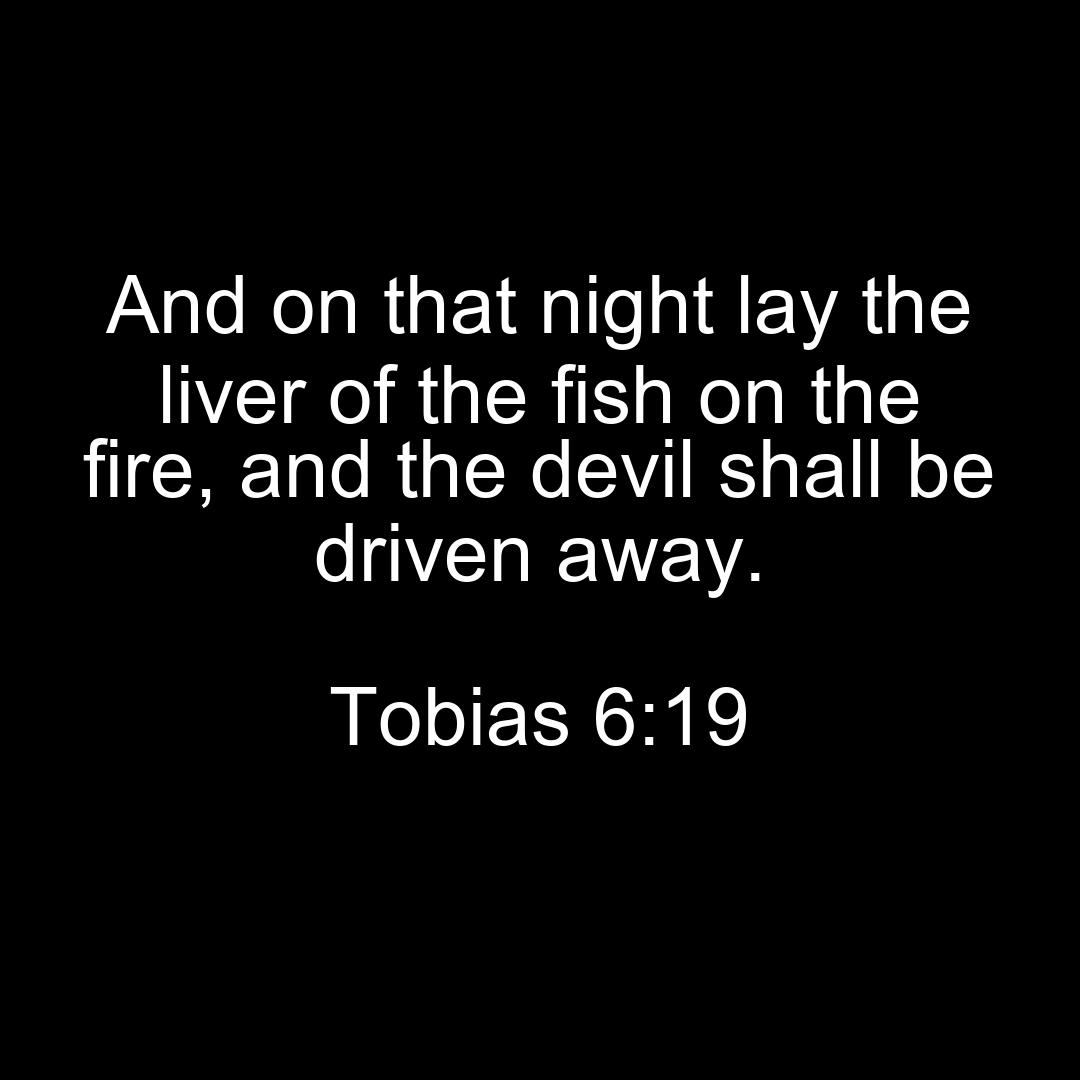 And on that night lay the
liver of the fish on the
fire, and the devil shall be
driven away.
Tobias 6:19